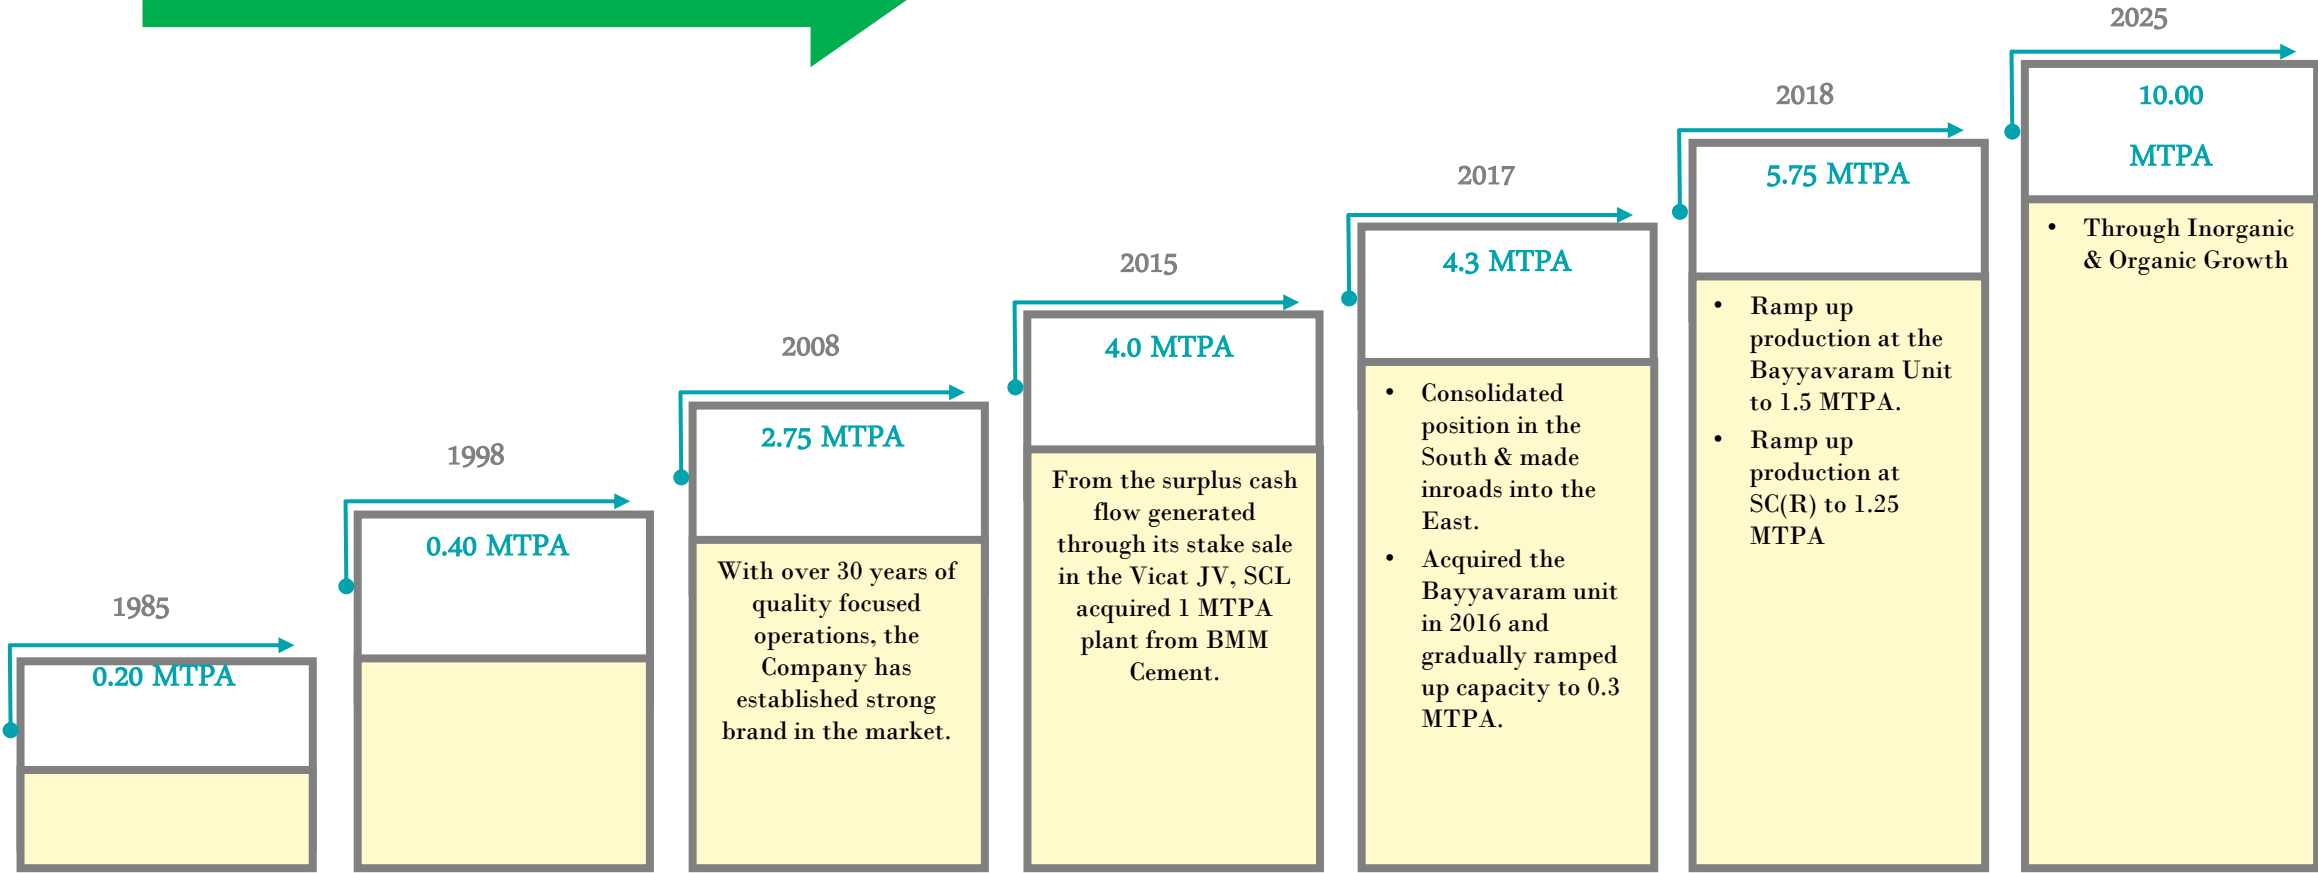 1985
0.20 MTPA
1998
0.40 MTPA
2008
2.75 MTPA
With over 30 years of
quality focused
operations, the
Company has
established strong
brand in the market.
2015
4.0 MTPA
From the surplus cash
flow generated
through its stake sale
in the Vicat JV, SCL
acquired 1 MTPA
plant from BMM
Cement.
2017
4.3 MTPA
• Consolidated
position in the
South & made
inroads into the
East.
• Acquired the
Bayyavaram unit
in 2016 and
gradually ramped
up capacity to 0.3
MTPA.
2018
5.75 MTPA
• Ramp up
production at the
Bayyavaram Unit
to 1.5 MTPA.
• Ramp up
production at
SC(R) to 1.25
MTPA
2025
10.00
MTPA
• Through Inorganic
& Organic Growth